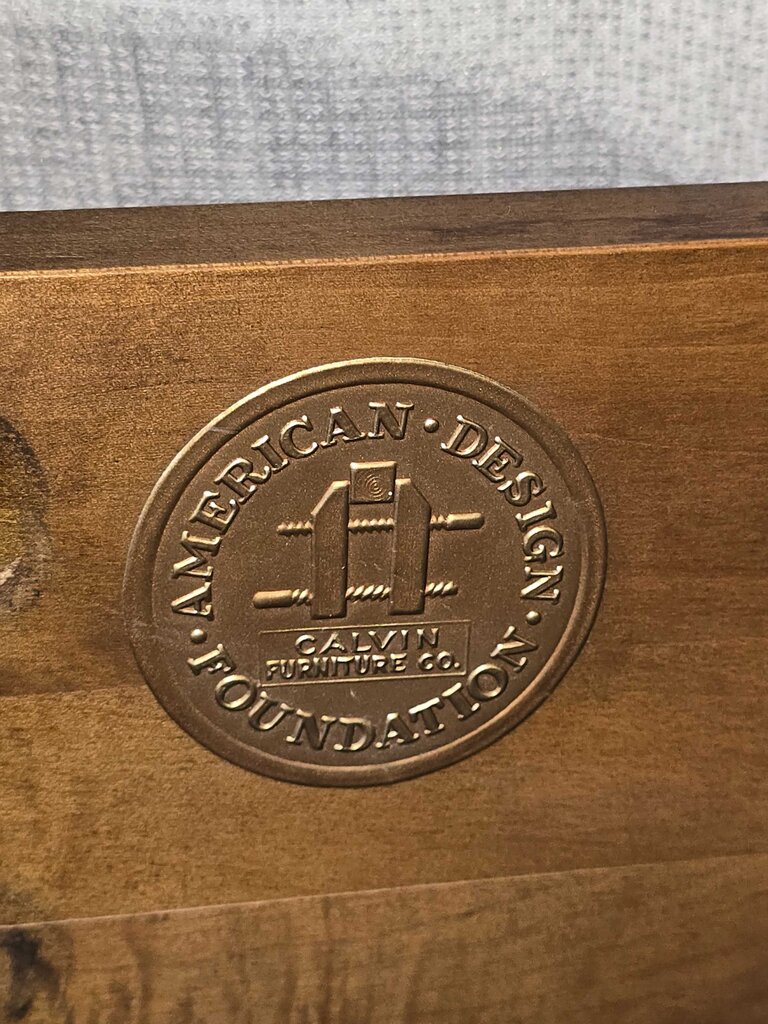 AMERICAN · DESIGN ·
FOUNDATION ·
CALVIN
FURNITURE CO.